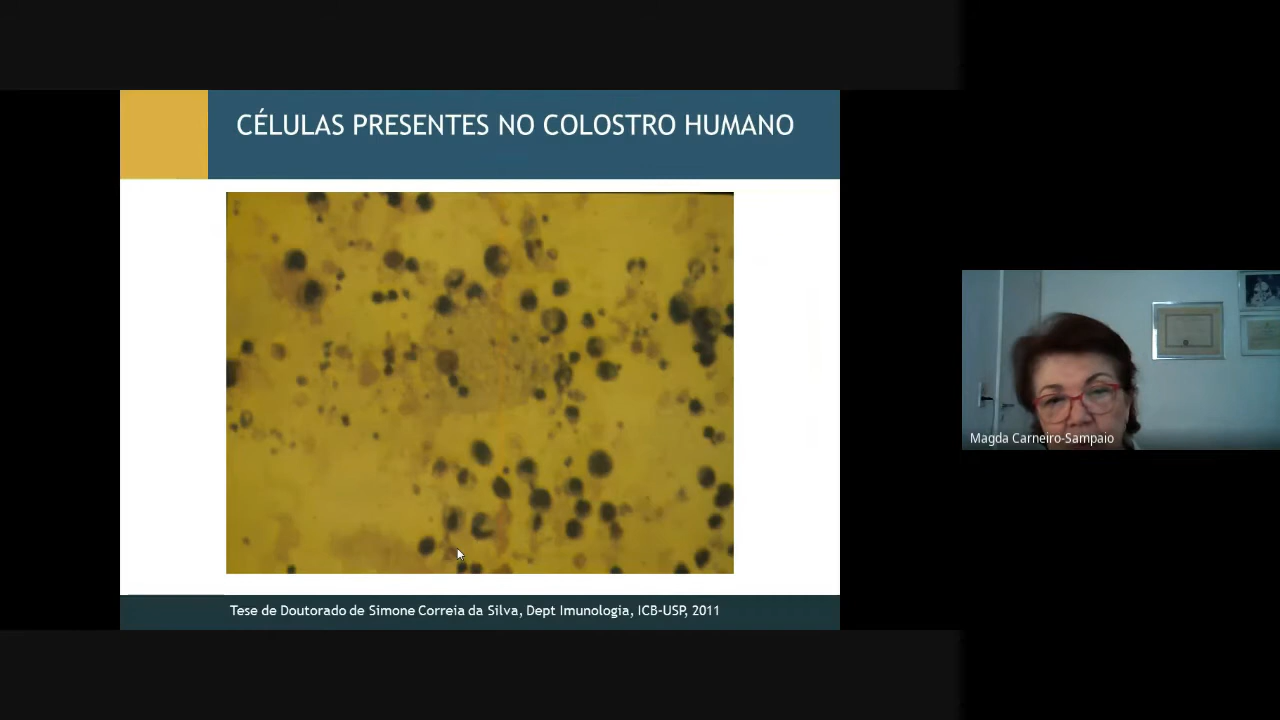 CÉLULAS PRESENTES NO COLOSTRO HUMANO
Tese de Doutorado de Simone Correia da Silva, Dept Imunologia, ICB-USP, 2011
Magda Carneiro-Sampaio